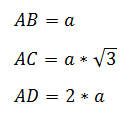 AB = a
AC = a * √3
AD = 2 * a